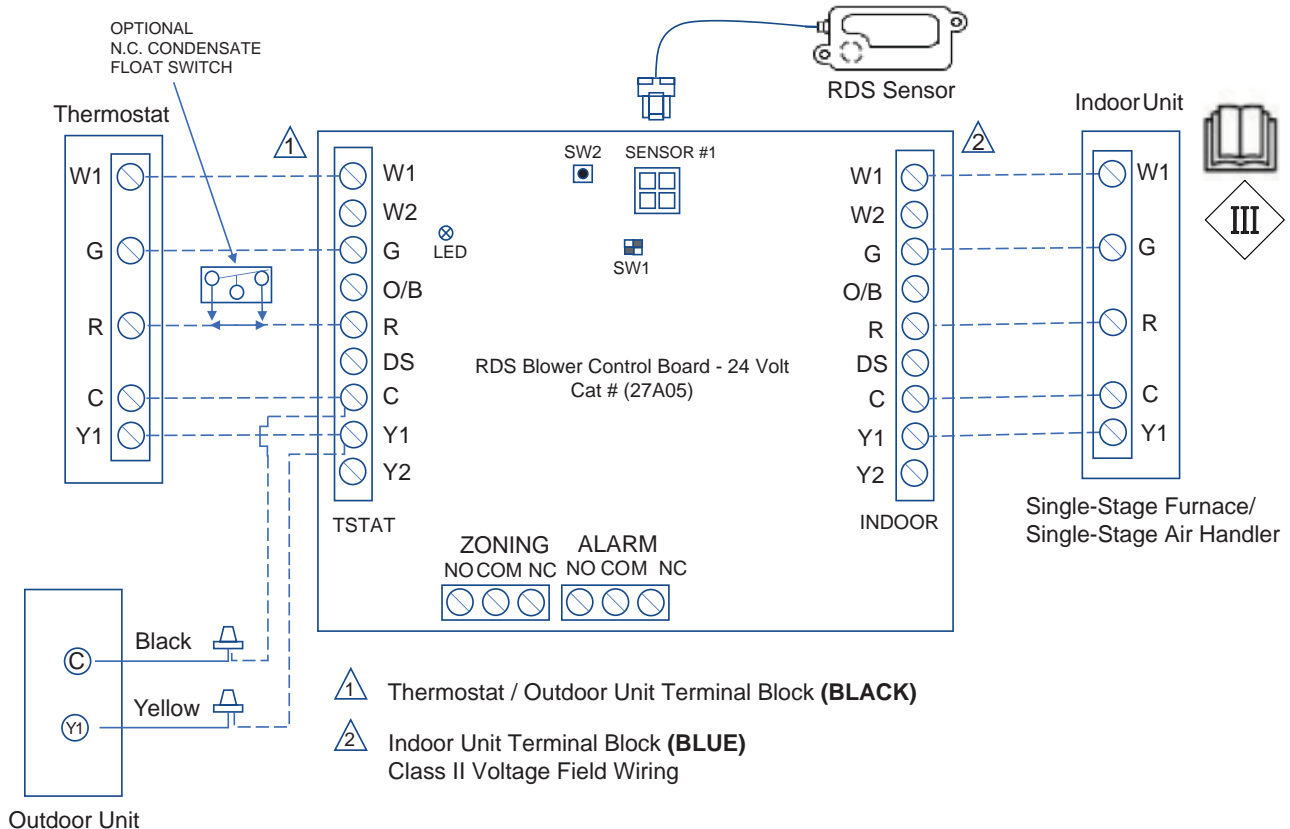 OPTIONAL
N.C. CONDENSATE
FLOAT SWITCH
Thermostat
W1
G
R
C
Y1
RDS Sensor
1
2
SW2
SENSOR #1
LED
SW1
W1
W2
G
O/B
R
DS
C
Y1
Y2
TSTAT
RDS Blower Control Board - 24 Volt
Cat # (27A05)
W1
W2
G
O/B
R
DS
C
Y1
Y2
INDOOR
ZONING
NO COM NC
ALARM
NO COM NC
Indoor Unit
W1
G
R
C
Y1
III
Single-Stage Furnace/
Single-Stage Air Handler
C
Black
Y1
Yellow
Outdoor Unit
1 Thermostat / Outdoor Unit Terminal Block (BLACK)
2 Indoor Unit Terminal Block (BLUE)
Class II Voltage Field Wiring